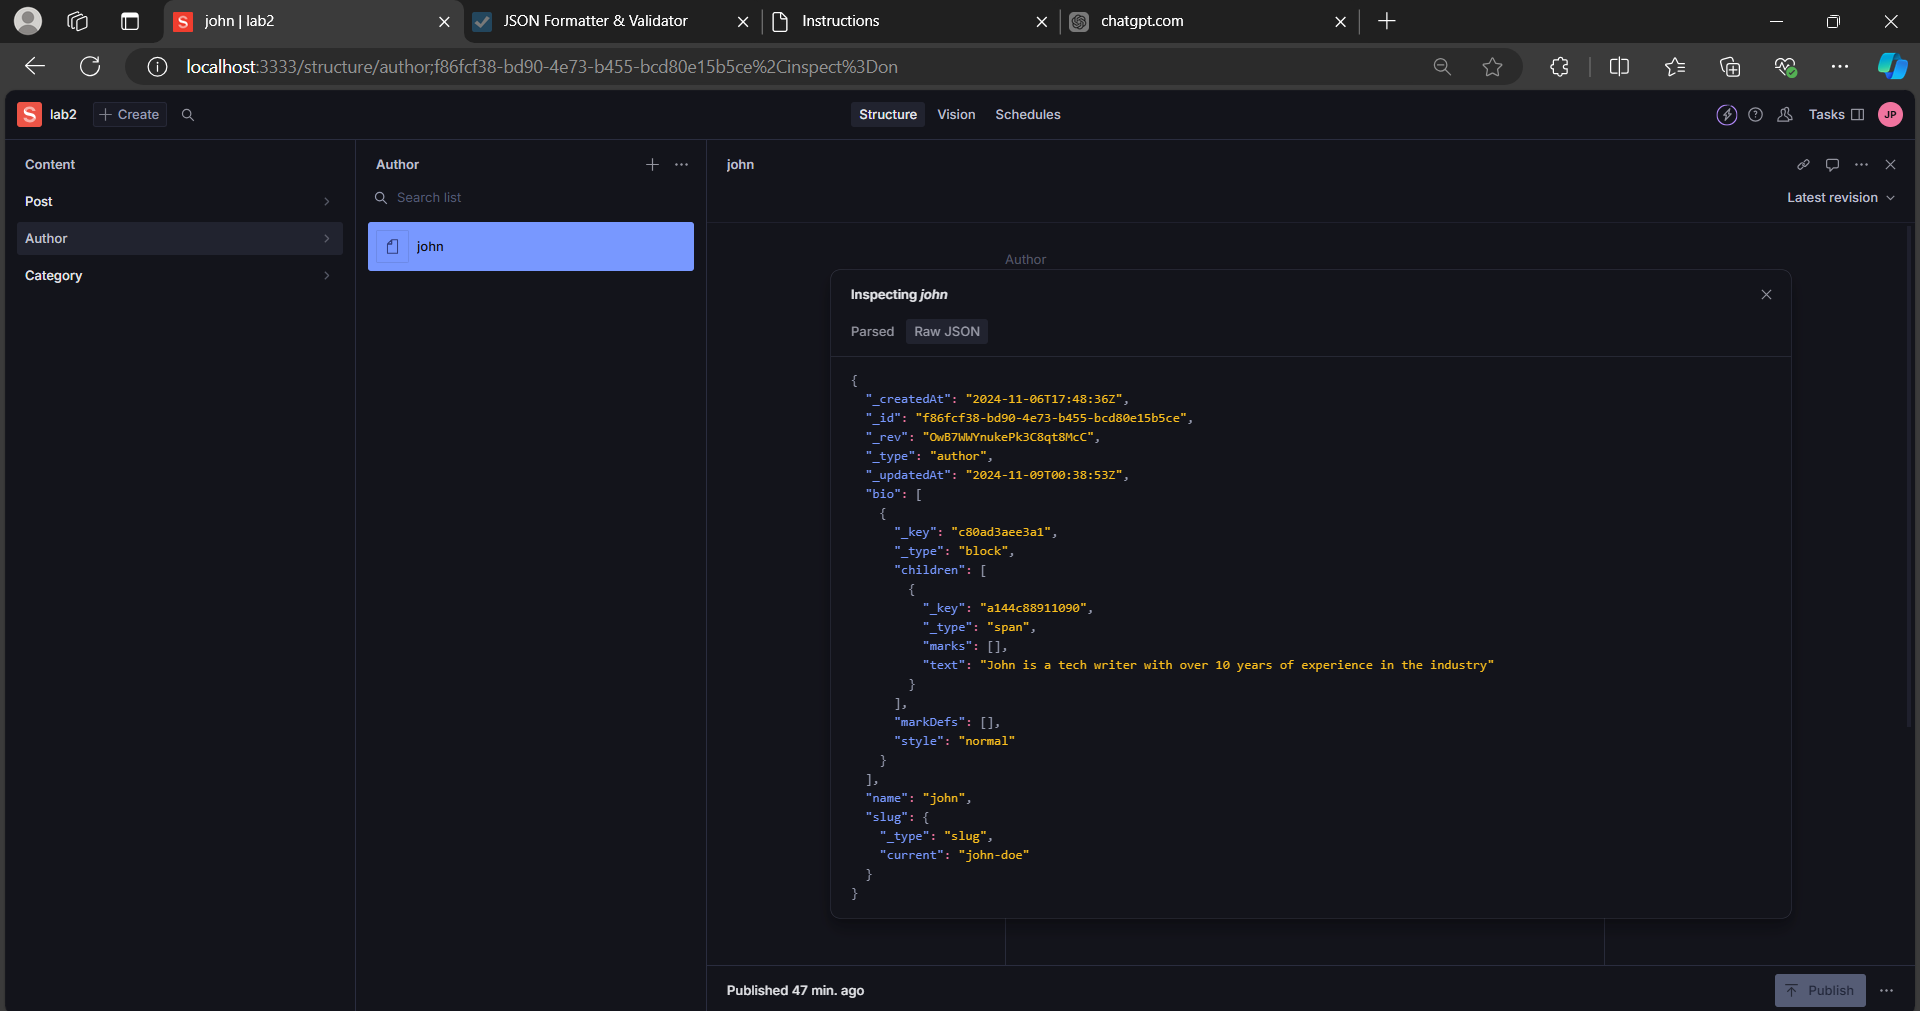 john | lab2
JSON Formatter & Validator
Instructions
chatgpt.com
localhost:3333/structure/author;f86fcf38-bd90-4e73-b455-bcd80e15b5ce%2Cinspect%3Don
S lab2
+ Create
Structure
Vision
Schedules
Tasks
JP
Content
Post
Author
Category
Author
Search list
john
john
Latest revision
Author
Inspecting john
Parsed
Raw JSON
{
"_createdAt": "2024-11-06T17:48:36Z",
"_id": "f86fcf38-bd90-4e73-b455-bcd80e15b5ce",
"_rev": "OwB7WWYnukePk3C8qt8McC",
"_type": "author",
"_updatedAt": "2024-11-09T00:38:53Z",
"bio": [
{
"_key": "c80ad3aee3a1",
"_type": "block",
"children": [
{
"_key": "a144c88911090",
"_type": "span",
"marks": [],
"text": "John is a tech writer with over 10 years of experience in the industry"
}
],
"markDefs": [],
"style": "normal"
}
],
"name": "john",
"slug": {
"_type": "slug",
"current": "john-doe"
}
}
Published 47 min. ago
Publish